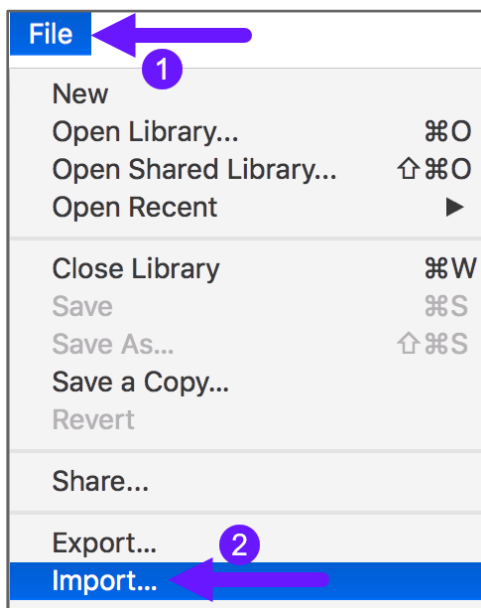 File
1
New
Open Library... ⌘O
Open Shared Library... ⇧⌘O
Open Recent ▶
Close Library ⌘W
Save ⌘S
Save As... ⇧⌘S
Save a Copy...
Revert
Share...
Export... 2
Import...